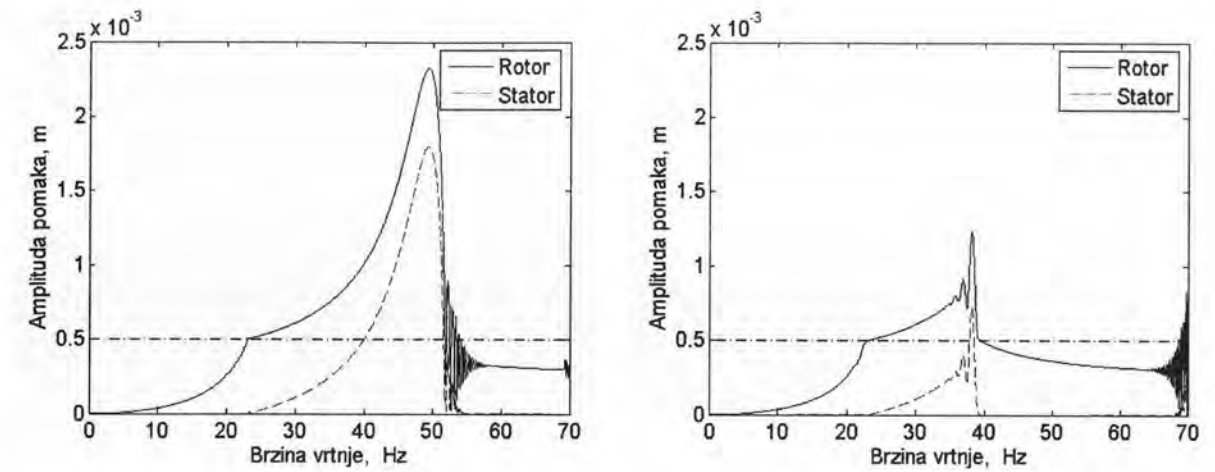 x 10⁻³
2.5
2
1.5
1
0.5
0
Amplituda pomaka, m
Rotor
Stator
0 10 20 30 40 50 60 70
Brzina vrtnje, Hz
x 10⁻³
2.5
2
1.5
1
0.5
0
Amplituda pomaka, m
Rotor
Stator
0 10 20 30 40 50 60 70
Brzina vrtnje, Hz